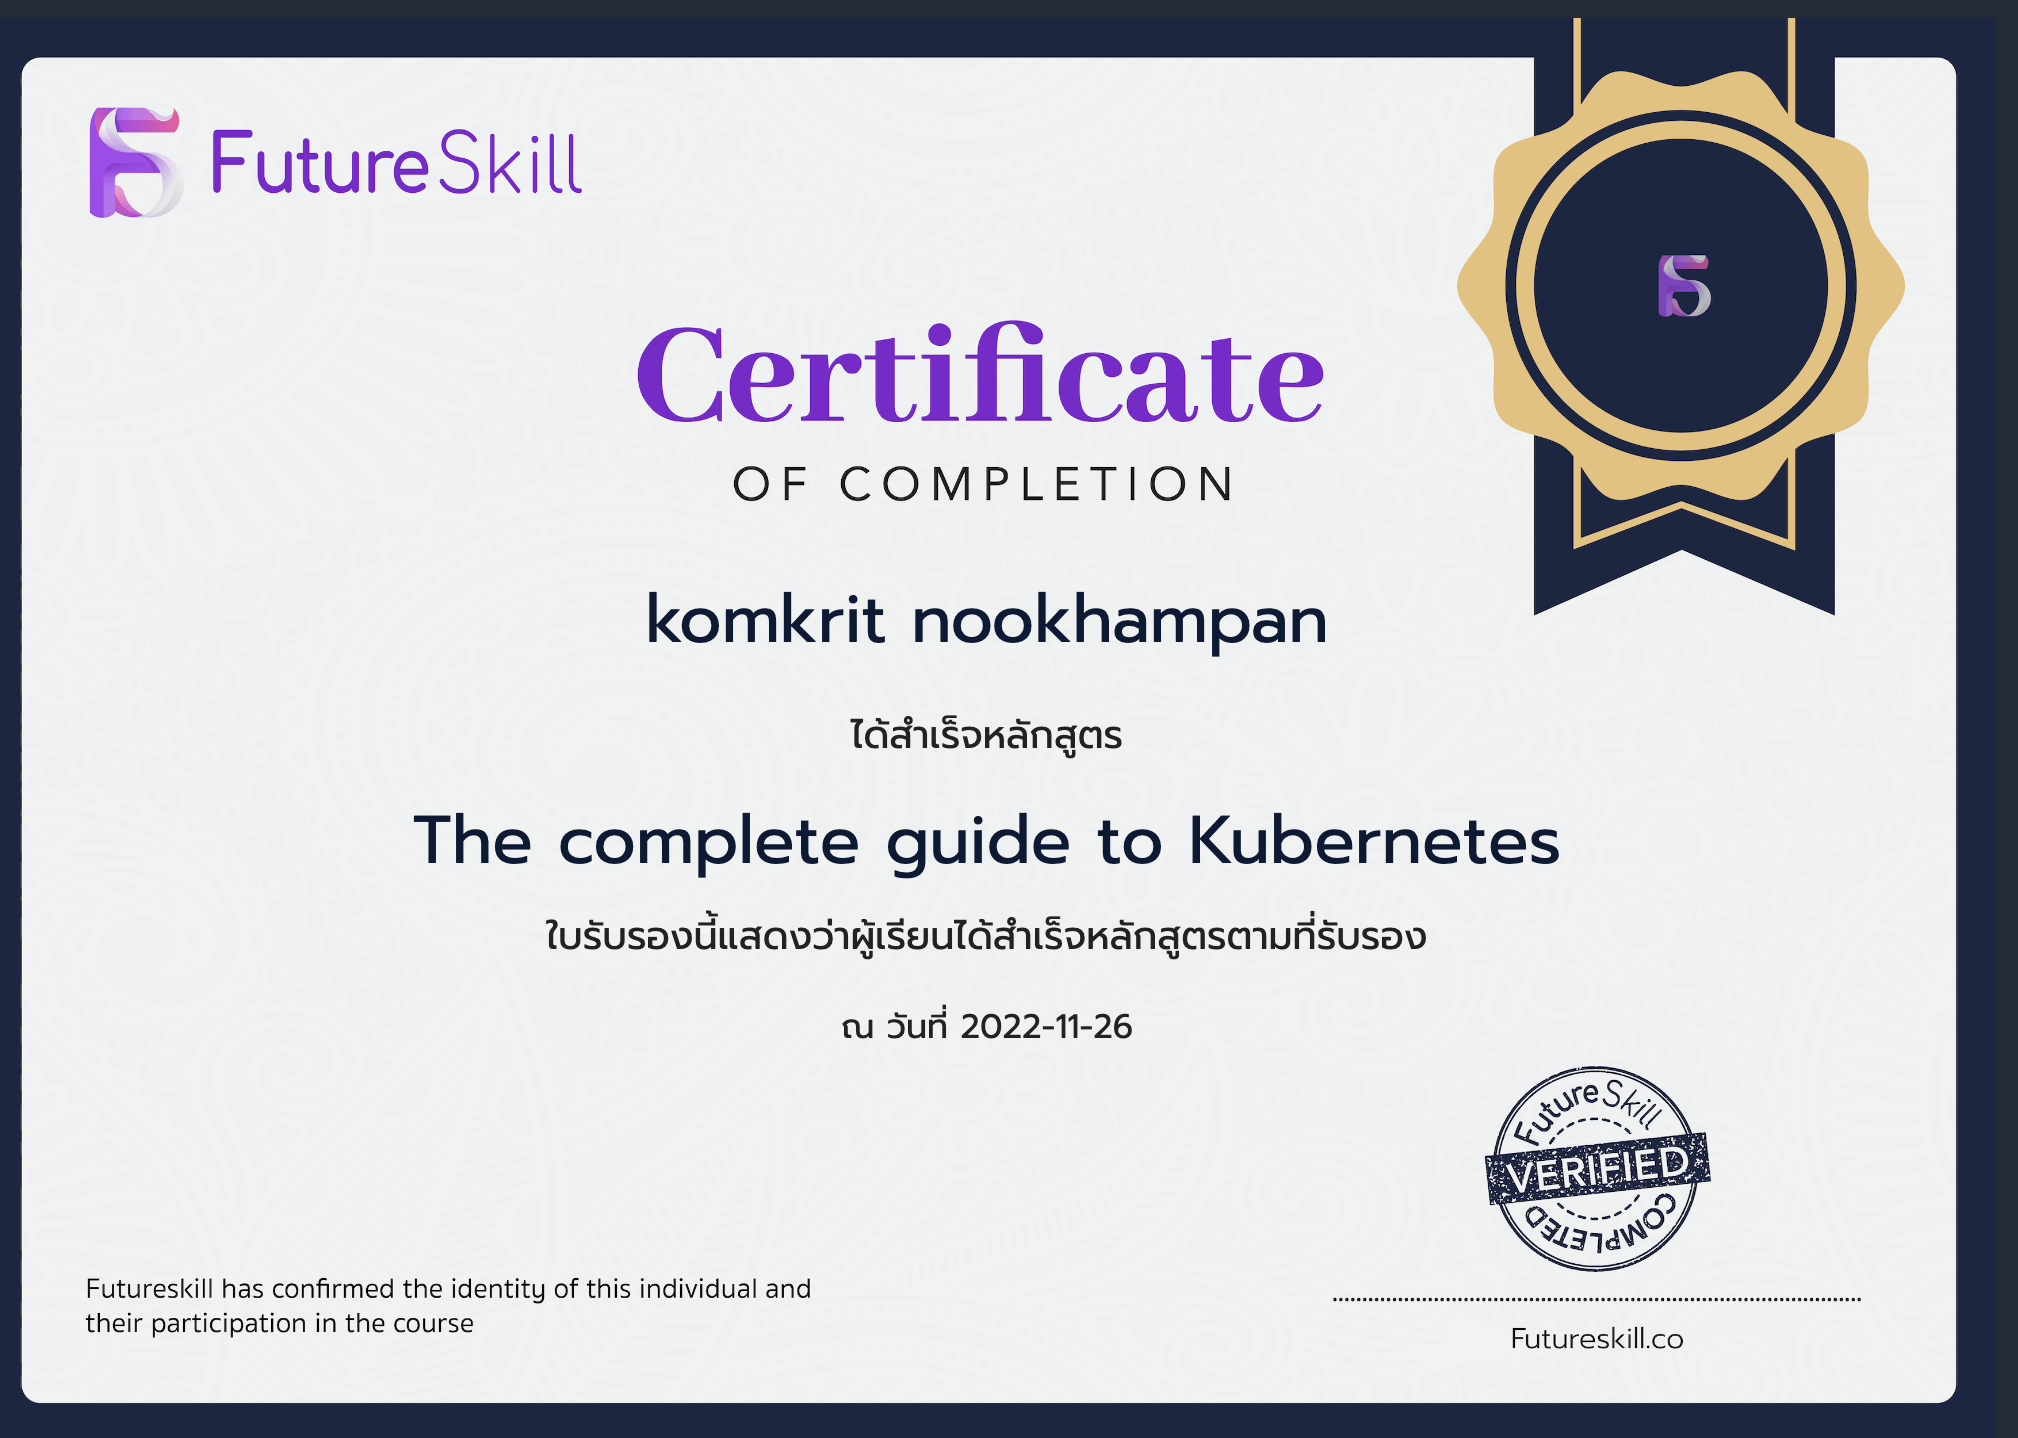 FutureSkill
Certificate
OF COMPLETION
komkrit nookhampan
ได้สำเร็จหลักสูตร
The complete guide to Kubernetes
ใบรับรองนี้แสดงว่าผู้เรียนได้สำเร็จหลักสูตรตามที่รับรอง
ณ วันที่ 2022-11-26
FutureSkill
VERIFIED
COMPLETED
Futureskill has confirmed the identity of this individual and
their participation in the course
Futureskill.co